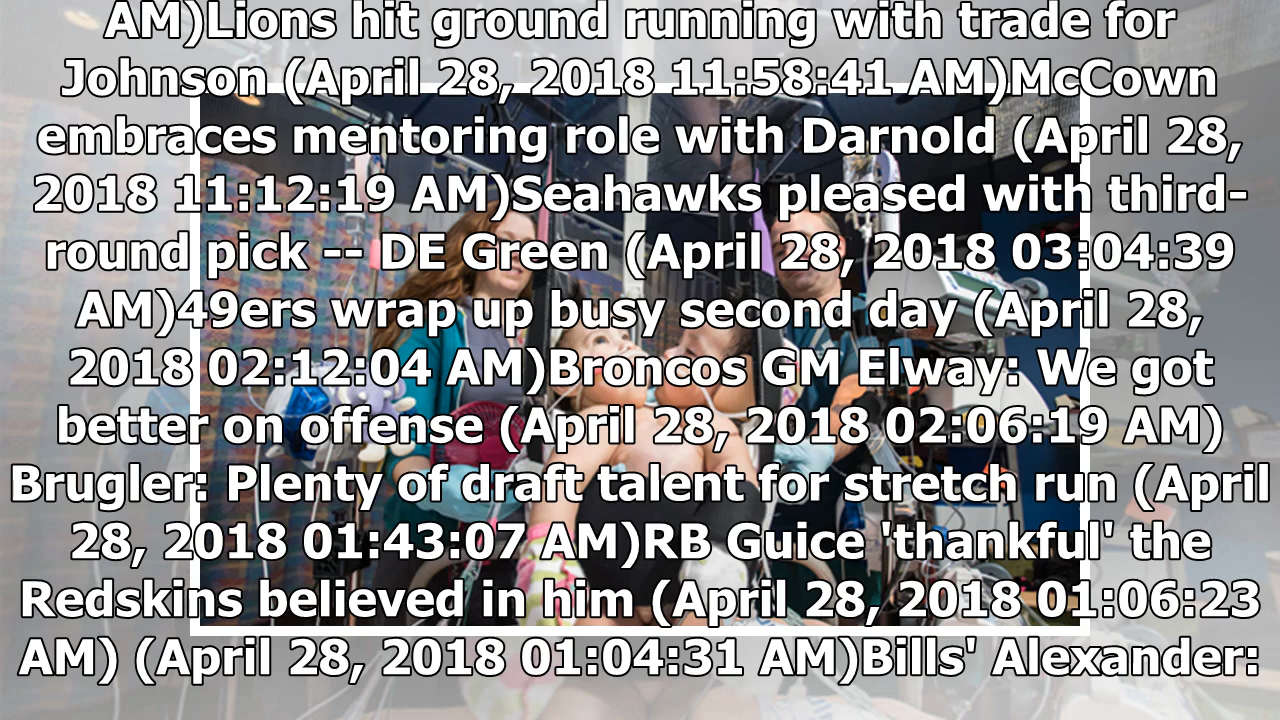 AM)Lions hit ground running with trade for
Johnson (April 28, 2018 11:58:41 AM)McCown
embraces mentoring role with Darnold (April 28,
2018 11:12:19 AM)Seahawks pleased with third-
round pick -- DE Green (April 28, 2018 03:04:39
AM)49ers wrap up busy second day (April 28,
2018 02:12:04 AM)Broncos GM Elway: We got
better on offense (April 28, 2018 02:06:19 AM)
Brugler: Plenty of draft talent for stretch run (April
28, 2018 01:43:07 AM)RB Guice 'thankful' the
Redskins believed in him (April 28, 2018 01:06:23
AM) (April 28, 2018 01:04:31 AM)Bills' Alexander: